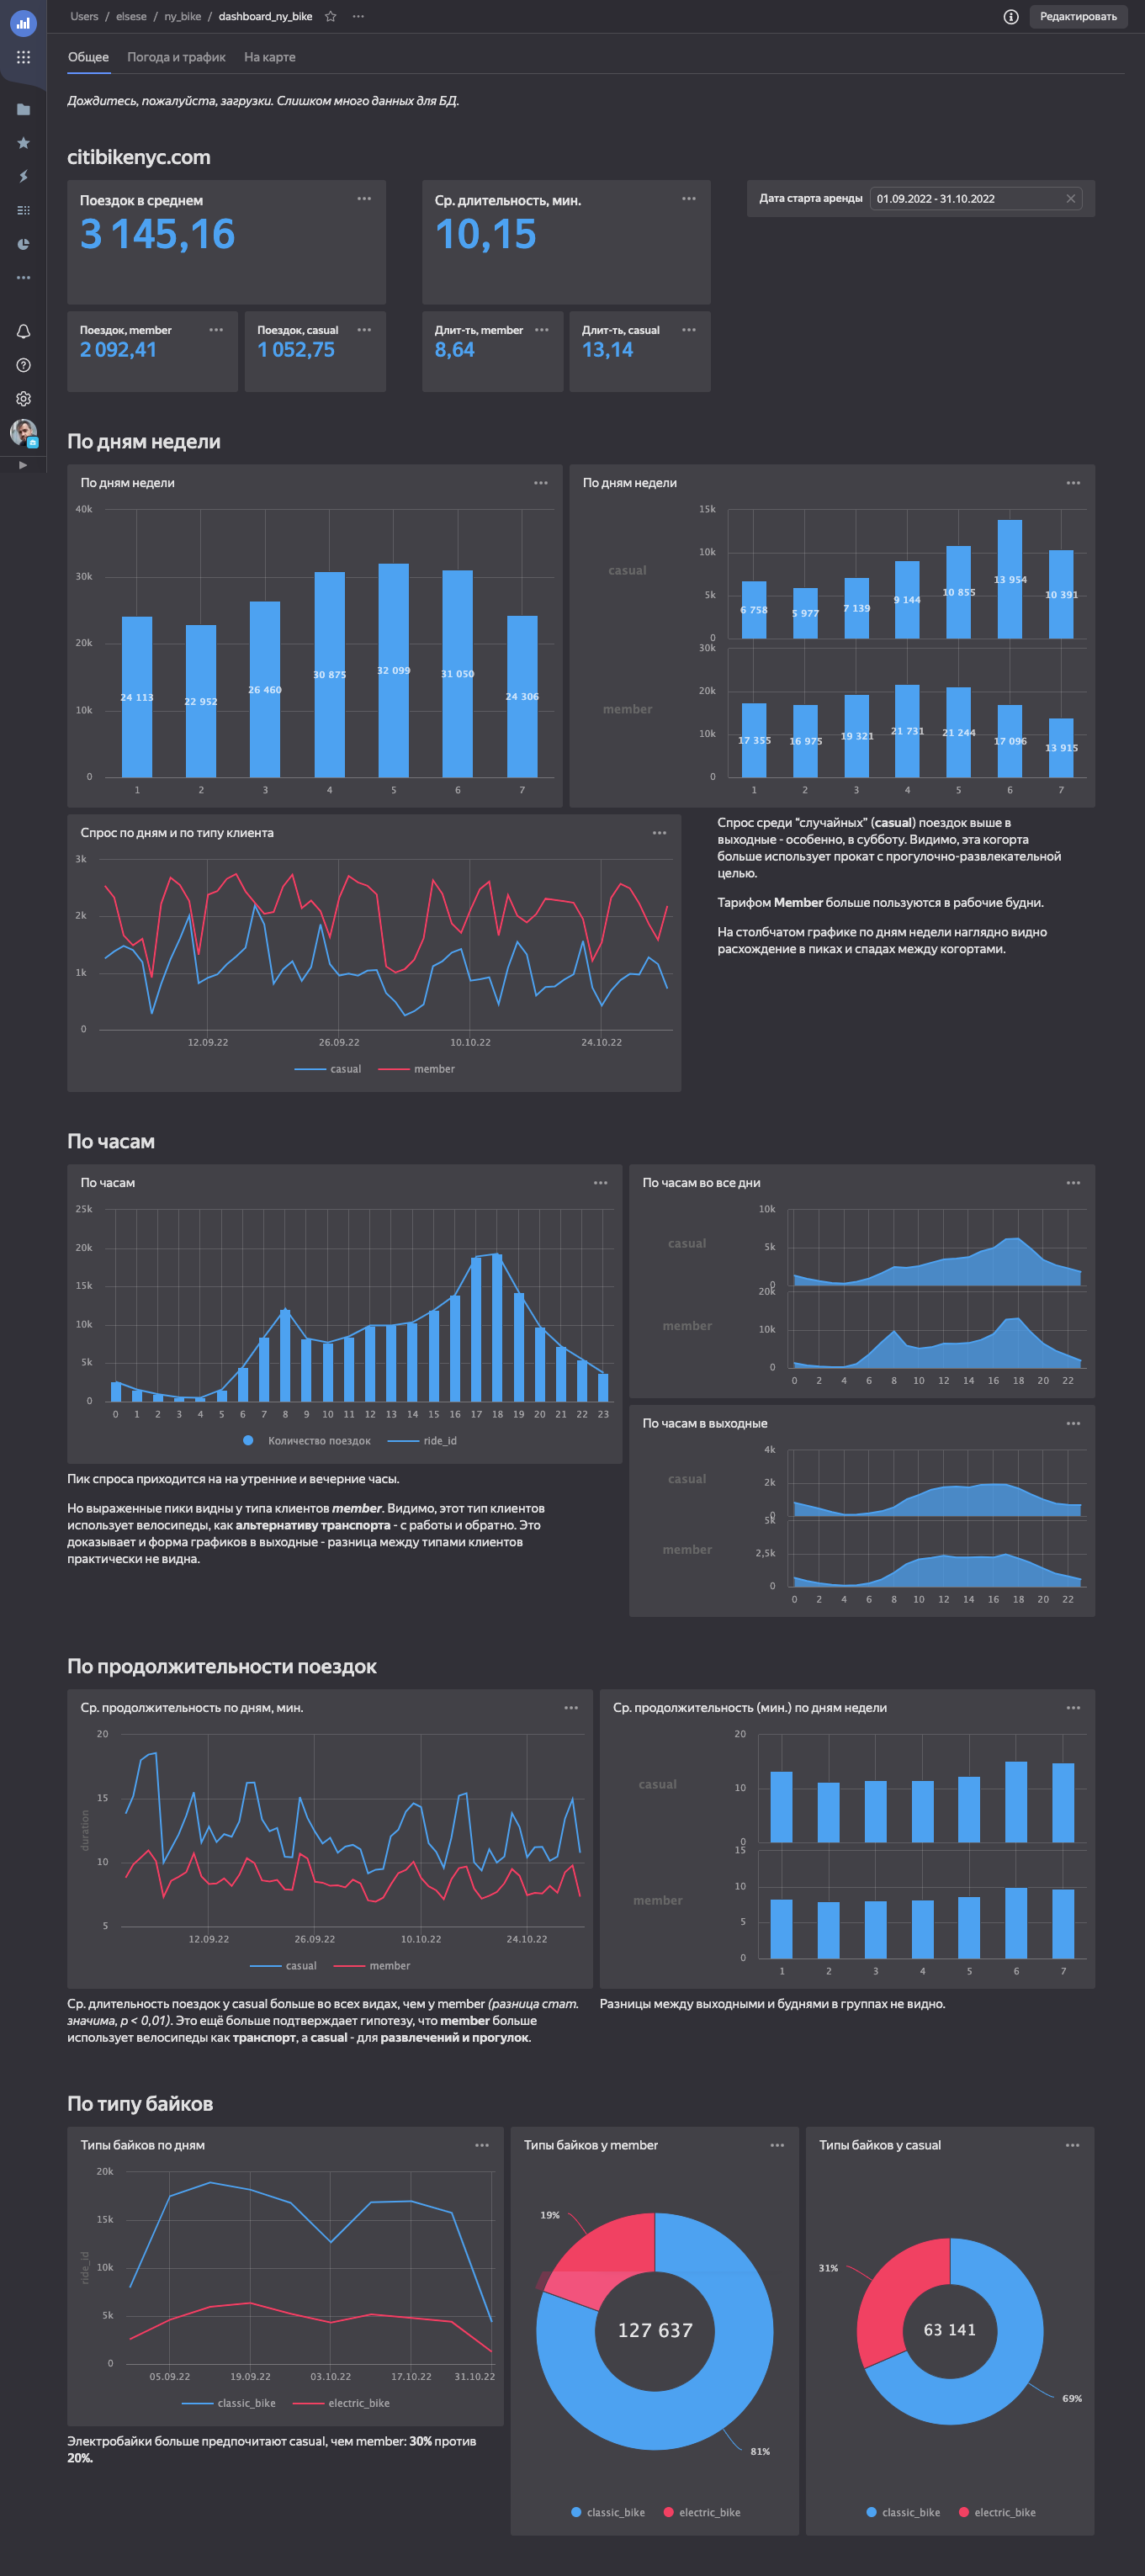 Users / elsese / ny_bike / dashboard_ny_bike
Редактировать
Общее Погода и трафик На карте
Дождитесь, пожалуйста, загрузки. Слишком много данных для БД.
citibikenyc.com
Поездок в среднем
3 145,16
Ср. длительность, мин.
10,15
Дата старта аренды 01.09.2022 - 31.10.2022
Поездок, member
2 092,41
Поездок, casual
1 052,75
Длит-ть, member
8,64
Длит-ть, casual
13,14
По дням недели
По дням недели
40k
30k
20k
10k
0
24 113 22 952 26 460 30 875 32 099 31 050 24 306
1 2 3 4 5 6 7
По дням недели
casual
15k
10k
5k
0
6 758 5 977 7 139 9 144 10 855 13 954 10 391
member
30k
20k
10k
0
17 355 16 975 19 321 21 731 21 244 17 096 13 915
1 2 3 4 5 6 7
Спрос по дням и по типу клиента
3k
2k
1k
0
12.09.22 26.09.22 10.10.22 24.10.22
casual member
Спрос среди "случайных" (casual) поездок выше в
выходные - особенно, в субботу. Видимо, эта когорта
больше использует прокат с прогулочно-развлекательной
целью.
Тарифом Member больше пользуются в рабочие будни.
На столбчатом графике по дням недели наглядно видно
расхождение в пиках и спадах между когортами.
По часам
По часам
25k
20k
15k
10k
5k
0
0 1 2 3 4 5 6 7 8 9 10 11 12 13 14 15 16 17 18 19 20 21 22 23
Количество поездок ride_id
По часам во все дни
casual
10k
5k
0
member
20k
10k
0
0 2 4 6 8 10 12 14 16 18 20 22
По часам в выходные
casual
4k
2k
0
member
5k
2,5k
0
0 2 4 6 8 10 12 14 16 18 20 22
Пик спроса приходится на на утренние и вечерние часы.
Но выраженные пики видны у типа клиентов member. Видимо, этот тип клиентов
использует велосипеды, как альтернативу транспорта - с работы и обратно. Это
доказывает и форма графиков в выходные - разница между типами клиентов
практически не видна.
По продолжительности поездок
Ср. продолжительность по дням, мин.
duration
20
15
10
5
12.09.22 26.09.22 10.10.22 24.10.22
casual member
Ср. продолжительность (мин.) по дням недели
casual
20
10
0
member
15
10
5
0
1 2 3 4 5 6 7
Ср. длительность поездок у casual больше во всех видах, чем у member (разница стат.
значима, p < 0,01). Это ещё больше подтверждает гипотезу, что member больше
использует велосипеды как транспорт, а casual - для развлечений и прогулок.
Разницы между выходными и буднями в группах не видно.
По типу байков
Типы байков по дням
ride_id
20k
15k
10k
5k
0
05.09.22 19.09.22 03.10.22 17.10.22 31.10.22
classic_bike electric_bike
Типы байков у member
19%
127 637
81%
classic_bike electric_bike
Типы байков у casual
31%
63 141
69%
classic_bike electric_bike
Электробайки больше предпочитают casual, чем member: 30% против
20%.